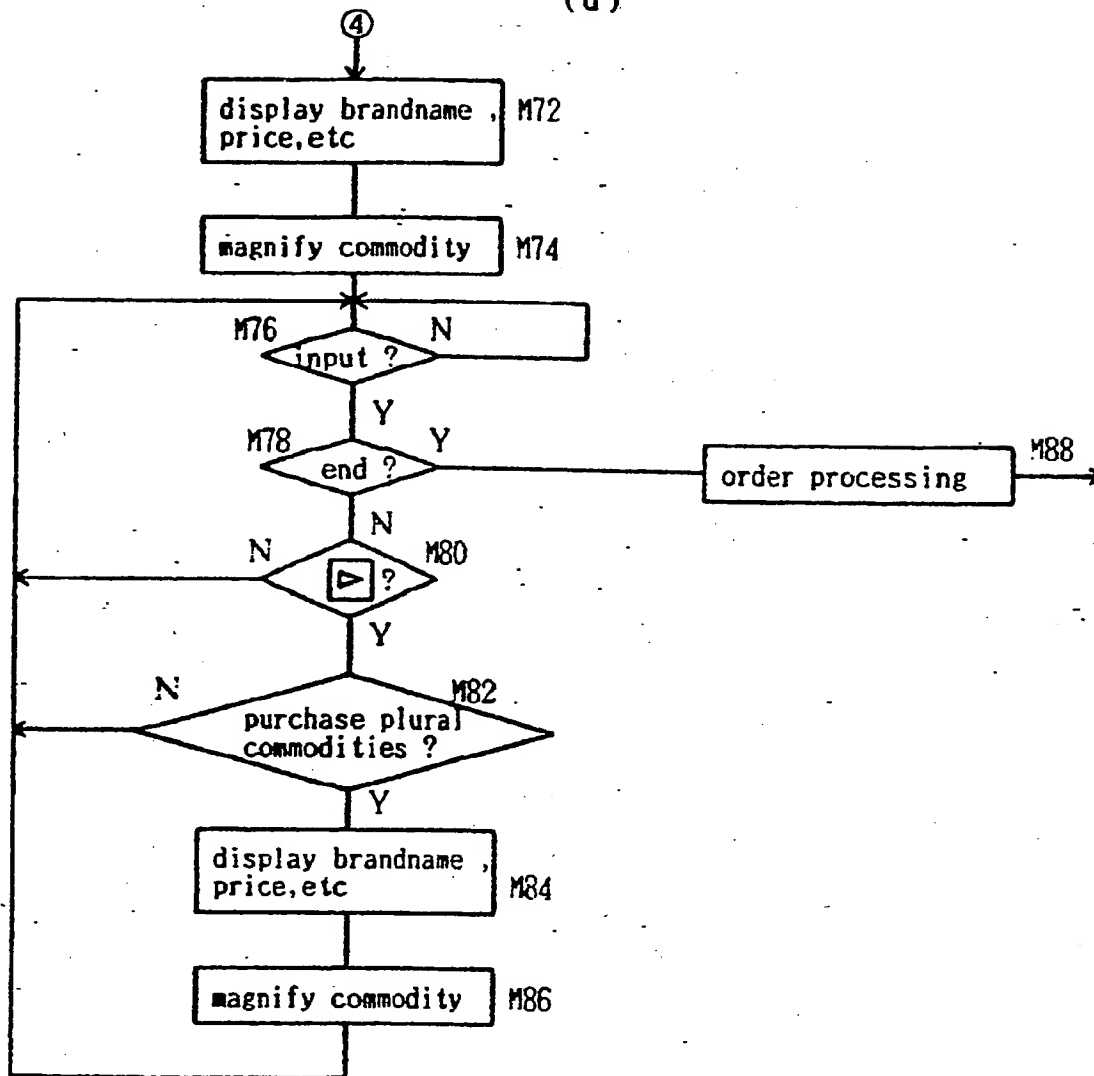 (d)
④
display brandname ,
price,etc
M72
magnify commodity
M74
M76
input ?
N
Y
M78
end ?
Y
order processing
M88
N
N
M80
?
Y
N
M82
purchase plural
commodities ?
Y
display brandname ,
price,etc
M84
magnify commodity
M86